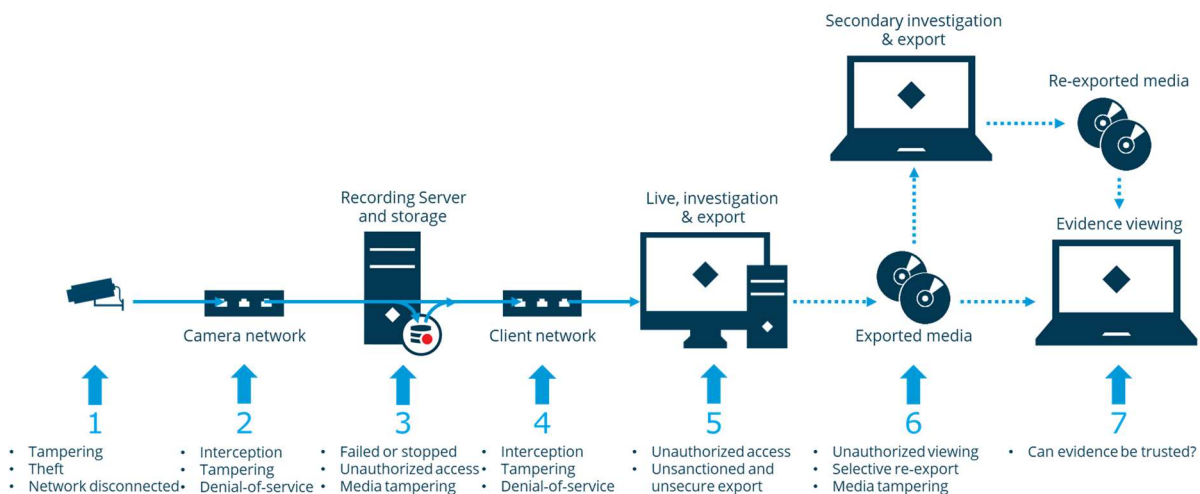 Secondary investigation
& export
Re-exported media
Recording Server
and storage
Live, investigation
& export
Evidence viewing
Camera network
Client network
Exported media
1
• Tampering
• Theft
• Network disconnected
2
• Interception
• Tampering
• Denial-of-service
3
• Failed or stopped
• Unauthorized access
• Media tampering
4
• Interception
• Tampering
• Denial-of-service
5
• Unauthorized access
• Unsanctioned and
unsecure export
6
• Unauthorized viewing
• Selective re-export
• Media tampering
7
• Can evidence be trusted?